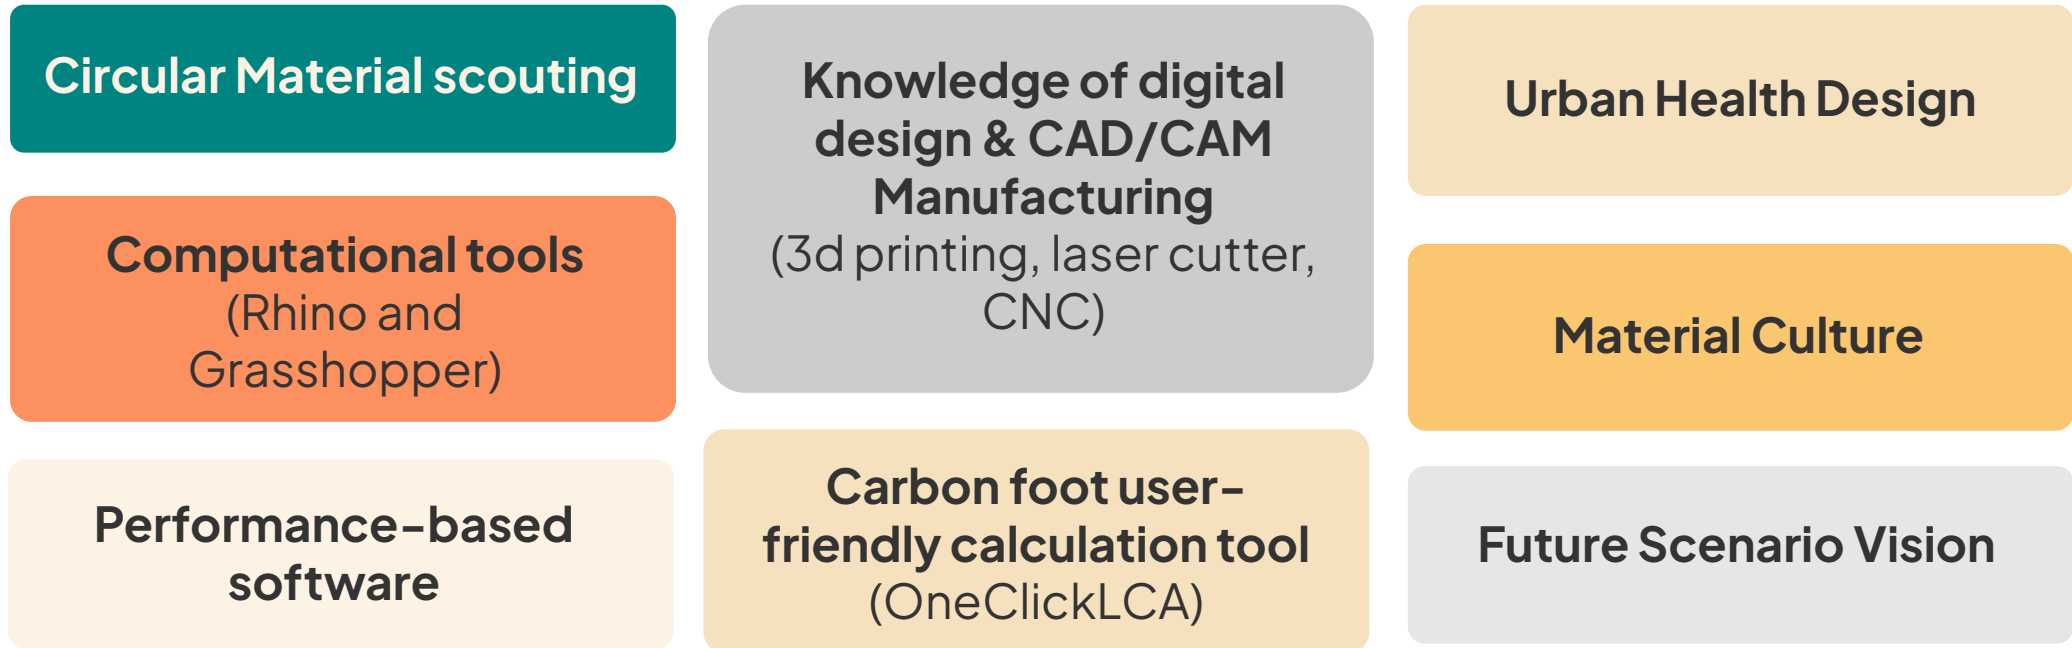 Circular Material scouting
Computational tools
(Rhino and
Grasshopper)
Performance-based
software
Knowledge of digital
design & CAD/CAM
Manufacturing
(3d printing, laser cutter,
CNC)
Carbon foot user-
friendly calculation tool
(OneClickLCA)
Urban Health Design
Material Culture
Future Scenario Vision